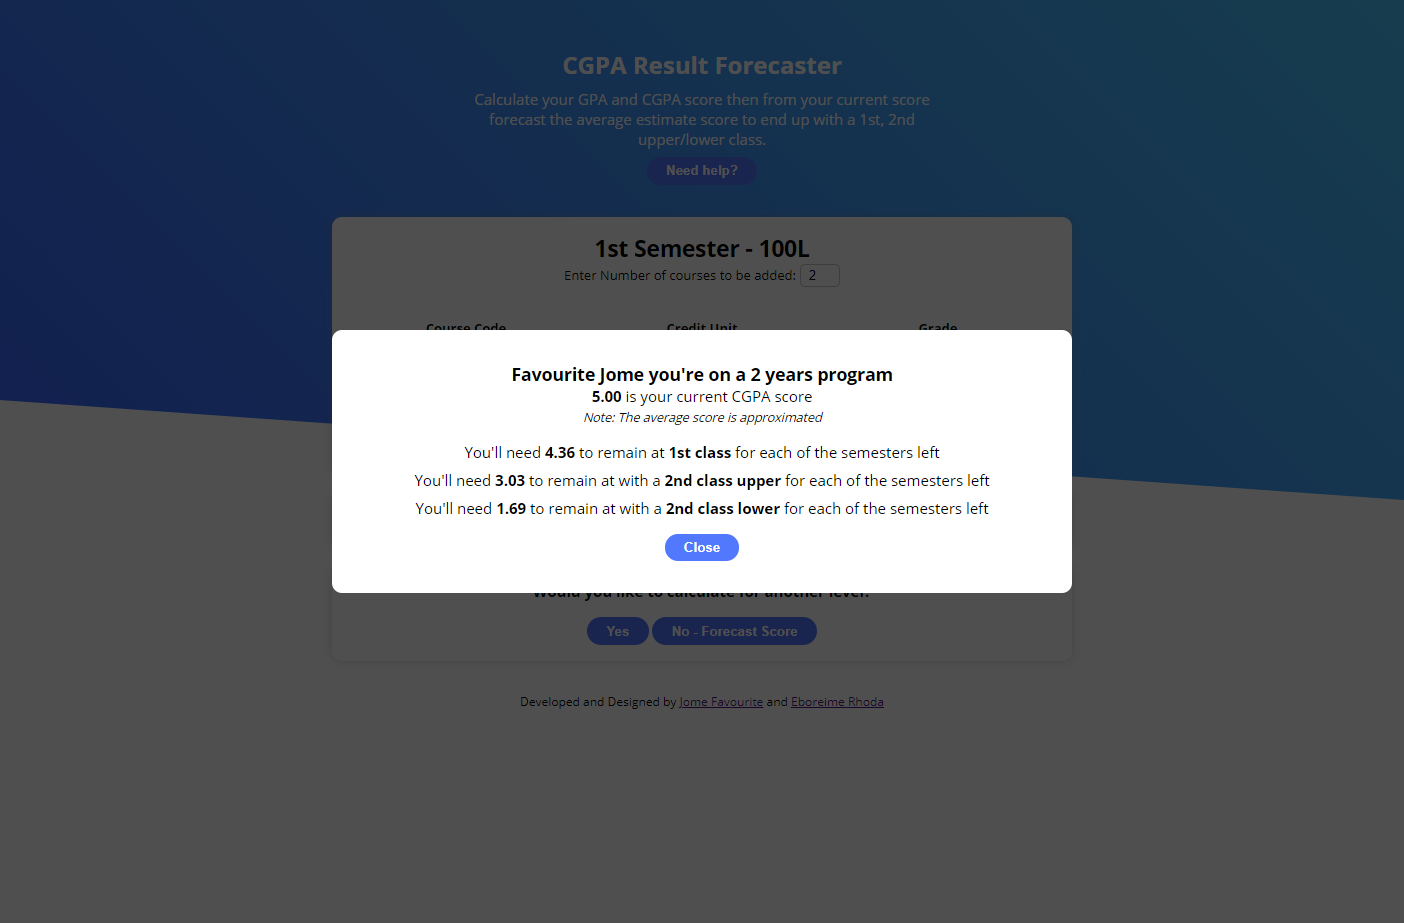 CGPA Result Forecaster
Calculate your GPA and CGPA score then from your current score
forecast the average estimate score to end up with a 1st, 2nd
upper/lower class.
Need help?
1st Semester - 100L
Enter Number of courses to be added: 2
Course Code Credit Unit Grade
Favourite Jome you're on a 2 years program
5.00 is your current CGPA score
Note: The average score is approximated
You'll need 4.36 to remain at 1st class for each of the semesters left
You'll need 3.03 to remain at with a 2nd class upper for each of the semesters left
You'll need 1.69 to remain at with a 2nd class lower for each of the semesters left
Close
Would you like to calculate for another level.
Yes No - Forecast Score
Developed and Designed by Jome Favourite and Eboreime Rhoda